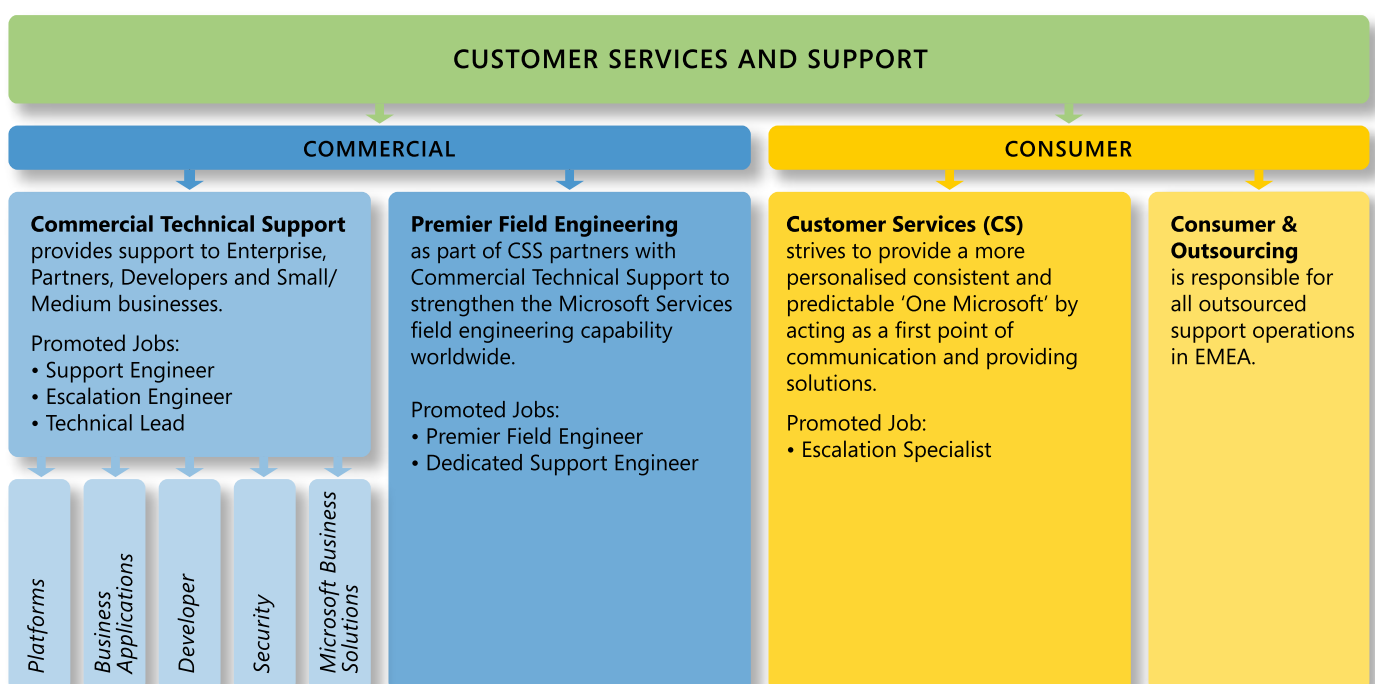 CUSTOMER SERVICES AND SUPPORT
COMMERCIAL
CONSUMER
Commercial Technical Support
provides support to Enterprise,
Partners, Developers and Small/
Medium businesses.
Promoted Jobs:
• Support Engineer
• Escalation Engineer
• Technical Lead
Platforms
Business
Applications
Developer
Security
Microsoft Business
Solutions
Premier Field Engineering
as part of CSS partners with
Commercial Technical Support to
strengthen the Microsoft Services
field engineering capability
worldwide.
Promoted Jobs:
• Premier Field Engineer
• Dedicated Support Engineer
Customer Services (CS)
strives to provide a more
personalised consistent and
predictable ‘One Microsoft’ by
acting as a first point of
communication and providing
solutions.
Promoted Job:
• Escalation Specialist
Consumer &
Outsourcing
is responsible for
all outsourced
support operations
in EMEA.